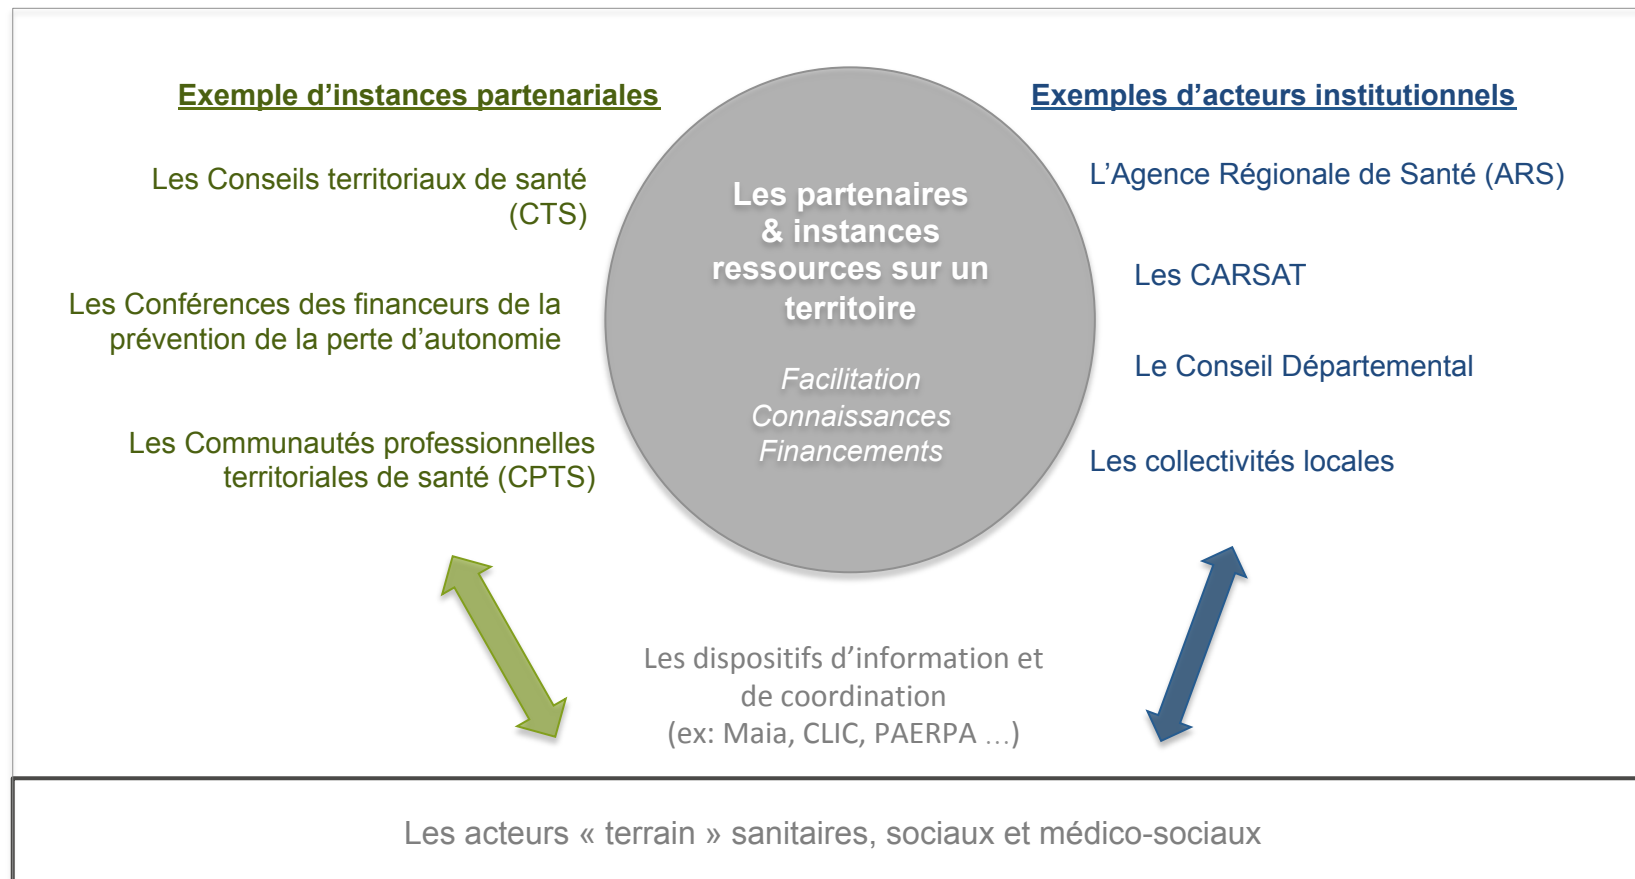 Exemple d’instances partenariales
Les Conseils territoriaux de santé
(CTS)
Les Conférences des financeurs de la
prévention de la perte d’autonomie
Les Communautés professionnelles
territoriales de santé (CPTS)
Les partenaires
& instances
ressources sur un
territoire
Facilitation
Connaissances
Financements
Exemples d’acteurs institutionnels
L’Agence Régionale de Santé (ARS)
Les CARSAT
Le Conseil Départemental
Les collectivités locales
Les dispositifs d’information et
de coordination
(ex: Maia, CLIC, PAERPA ...)
Les acteurs « terrain » sanitaires, sociaux et médico-sociaux